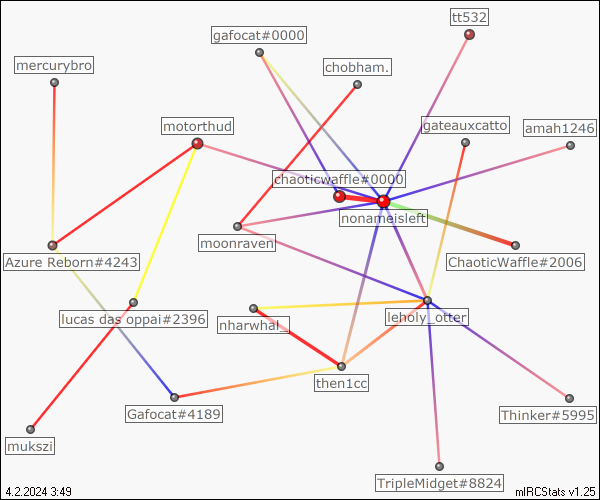 tt532
gafocat#0000
mercurybro
chobham.
motorthud
gateauxcatto
amah1246
chaoticwaffle#0000
nonameisleft
moonraven
Azure Reborn#4243
ChaoticWaffle#2006
lucas das oppai#2396
nharwhal_
leholy_otter
then1cc
Gafocat#4189
Thinker#5995
mukszi
TripleMidget#8824
4.2.2024 3:49
mIRCStats v1.25